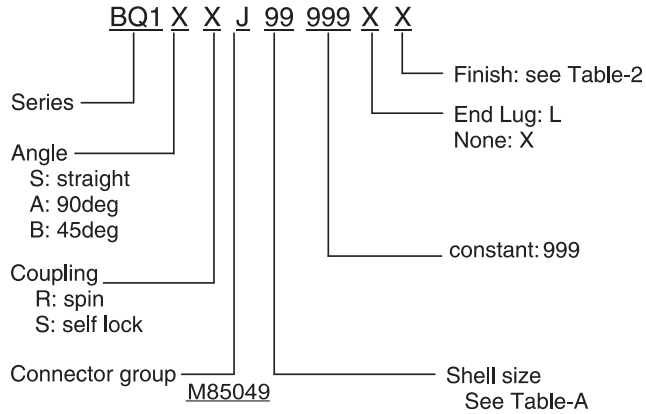 BQ1 X X J 99 999 X X
Finish: see Table-2
Series
End Lug: L
None: X
Angle
S: straight
A: 90deg
B: 45deg
constant: 999
Coupling
R: spin
S: self lock
Connector group
M85049
Shell size
See Table-A